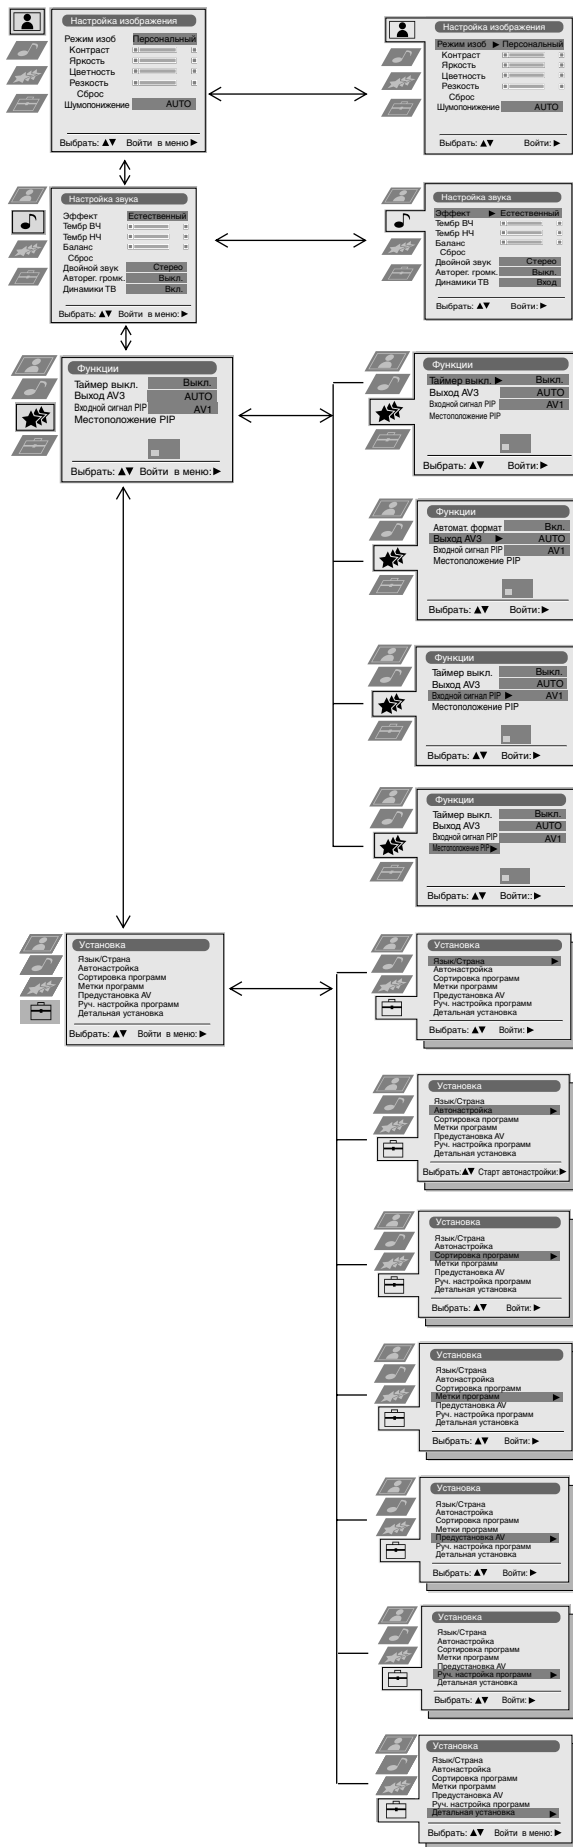 Настройка изображения
Режим изоб Персональный
Контраст
Яркость
Цветность
Резкость
Сброс
Шумопонижение AUTO
Выбрать: ▲▼ Войти в меню ▶
Настройка изображения
Режим изоб ▶ Персональный
Контраст
Яркость
Цветность
Резкость
Сброс
Шумопонижение AUTO
Выбрать: ▲▼ Войти: ▶
Настройка звука
Эффект Естественный
Тембр ВЧ
Тембр НЧ
Баланс
Сброс
Двойной звук Стерео
Авторег. громк. Выкл.
Динамики ТВ Вкл.
Выбрать: ▲▼ Войти в меню: ▶
Настройка звука
Эффект ▶ Естественный
Тембр ВЧ
Тембр НЧ
Баланс
Сброс
Двойной звук Стерео
Авторег. громк. Выкл.
Динамики ТВ Вход
Выбрать: ▲▼ Войти: ▶
Функции
Таймер выкл. Выкл.
Выход AV3 AUTO
Входной сигнал PIP AV1
Местоположение PIP
Выбрать: ▲▼ Войти в меню: ▶
Функции
Таймер выкл. ▶ Выкл.
Выход AV3 AUTO
Входной сигнал PIP AV1
Местоположение PIP
Выбрать: ▲▼ Войти: ▶
Функции
Автомат. формат Вкл.
Выход AV3 ▶ AUTO
Входной сигнал PIP AV1
Местоположение PIP
Выбрать: ▲▼ Войти: ▶
Функции
Таймер выкл. Выкл.
Выход AV3 AUTO
Входной сигнал PIP ▶ AV1
Местоположение PIP
Выбрать: ▲▼ Войти: ▶
Функции
Таймер выкл. Выкл.
Выход AV3 AUTO
Входной сигнал PIP AV1
Местоположение PIP ▶
Выбрать: ▲▼ Войти:: ▶
Установка
Язык/Страна
Автонастройка
Сортировка программ
Метки программ
Предустановка AV
Руч. настройка программ
Детальная установка
Выбрать: ▲▼ Войти в меню: ▶
Установка
Язык/Страна ▶
Автонастройка
Сортировка программ
Метки программ
Предустановка AV
Руч. настройка программ
Детальная установка
Выбрать: ▲▼ Войти: ▶
Установка
Язык/Страна
Автонастройка ▶
Сортировка программ
Метки программ
Предустановка AV
Руч. настройка программ
Детальная установка
Выбрать:▲▼ Старт автонастройки: ▶
Установка
Язык/Страна
Автонастройка
Сортировка программ ▶
Метки программ
Предустановка AV
Руч. настройка программ
Детальная установка
Выбрать: ▲▼ Войти: ▶
Установка
Язык/Страна
Автонастройка
Сортировка программ
Метки программ ▶
Предустановка AV
Руч. настройка программ
Детальная установка
Выбрать: ▲▼ Войти: ▶
Установка
Язык/Страна
Автонастройка
Сортировка программ
Метки программ
Предустановка AV ▶
Руч. настройка программ
Детальная установка
Выбрать: ▲▼ Войти: ▶
Установка
Язык/Страна
Автонастройка
Сортировка программ
Метки программ
Предустановка AV
Руч. настройка программ ▶
Детальная установка
Выбрать: ▲▼ Войти: ▶
Установка
Язык/Страна
Автонастройка
Сортировка программ
Метки программ
Предустановка AV
Руч. настройка программ
Детальная установка ▶
Выбрать: ▲▼ Войти в меню: ▶